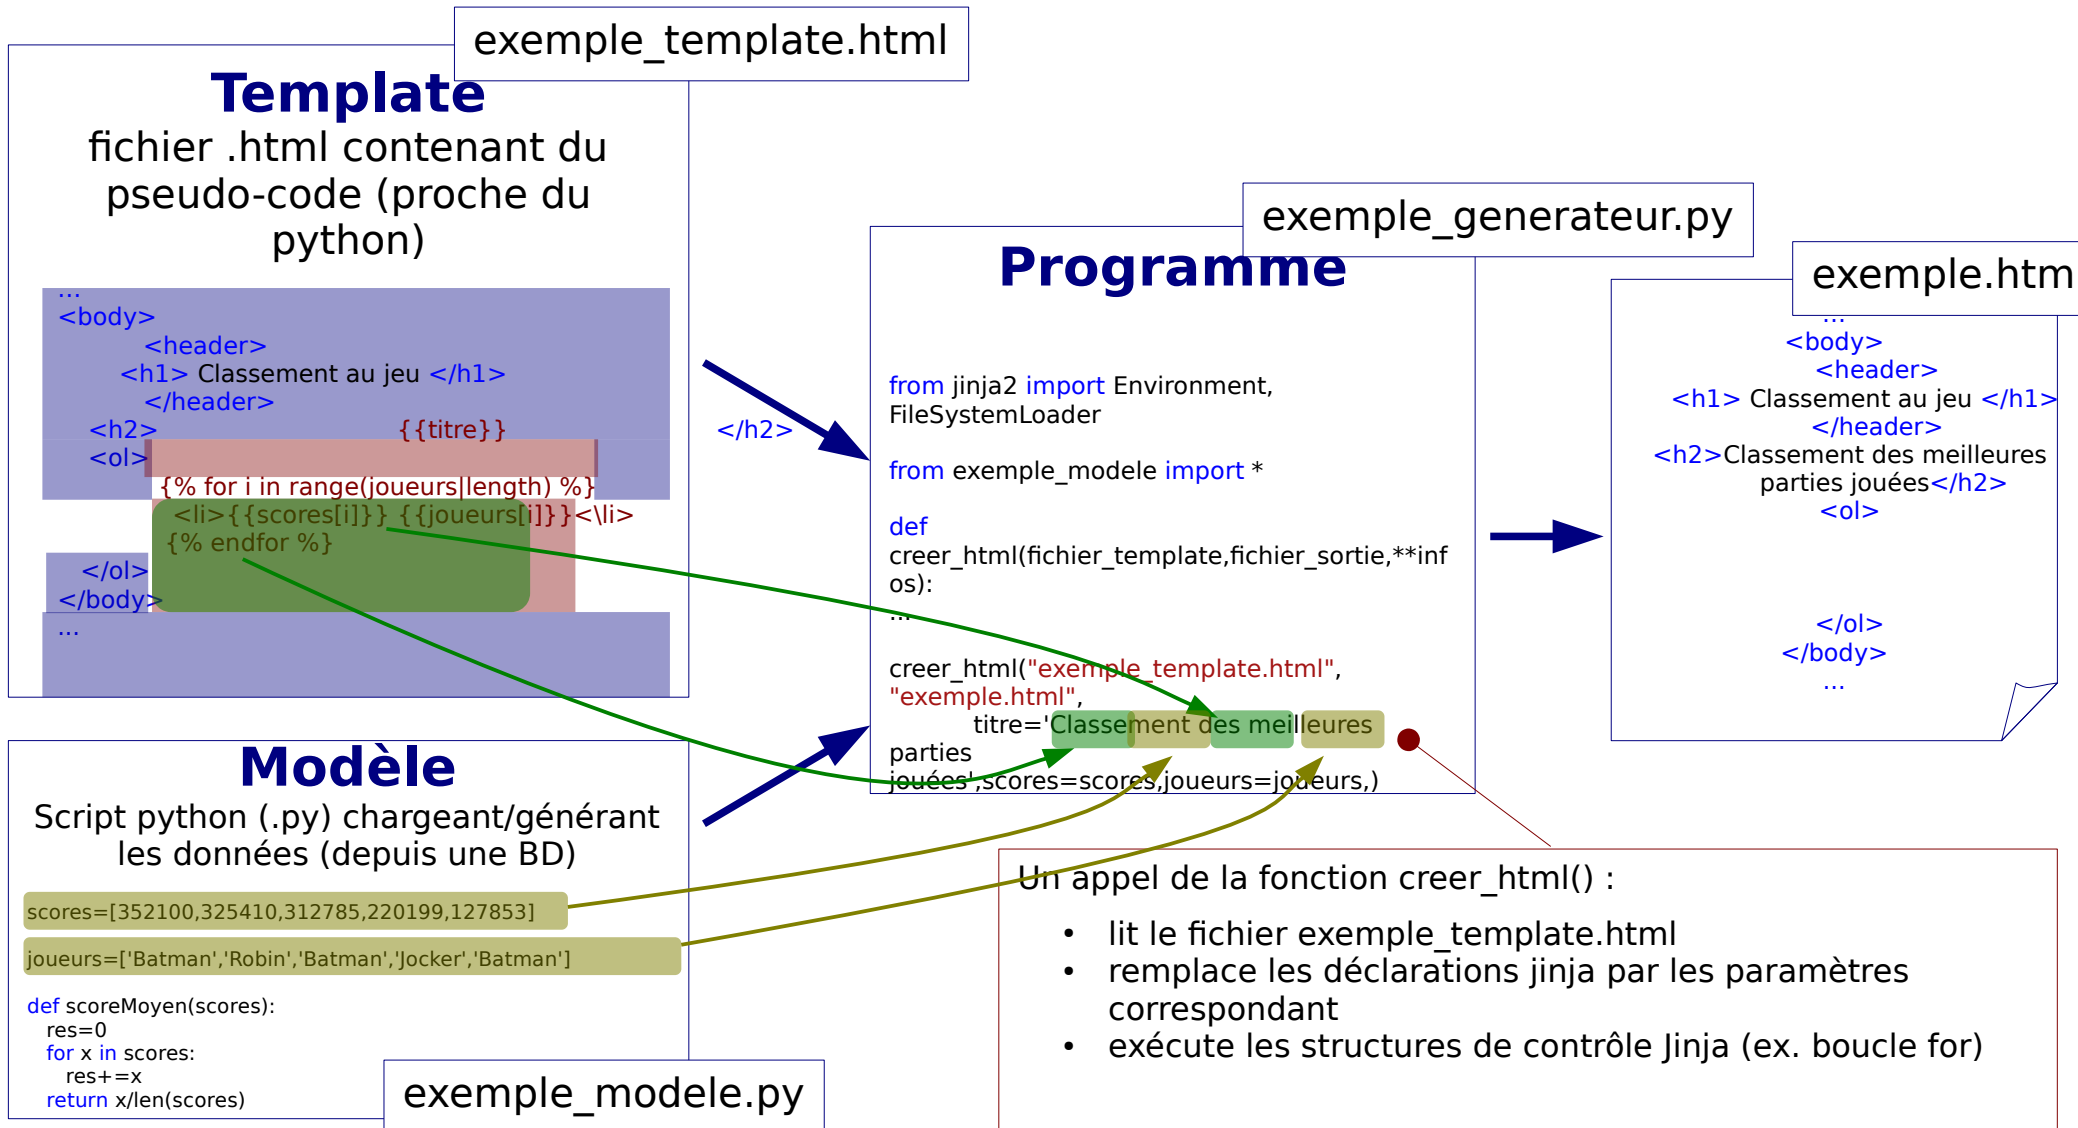 exemple_template.html
Template
fichier .html contenant du
pseudo-code (proche du
python)
...
<body>
<header>
<h1> Classement au jeu </h1>
</header>
<h2> {{titre}} </h2>
<ol>
{% for i in range(joueurs|length) %}
<li>{{scores[i]}} {{joueurs[i]}}<\li>
{% endfor %}
</ol>
</body>
...
Modèle
Script python (.py) chargeant/générant
les données (depuis une BD)
scores=[352100,325410,312785,220199,127853]
joueurs=['Batman','Robin','Batman','Jocker','Batman']
def scoreMoyen(scores):
res=0
for x in scores:
res+=x
return x/len(scores)
exemple_modele.py
exemple_generateur.py
Programme
from jinja2 import Environment,
FileSystemLoader
from exemple_modele import *
def
creer_html(fichier_template,fichier_sortie,**inf
os):
...
creer_html("exemple_template.html",
"exemple.html",
titre='Classement des meilleures
parties
jouées',scores=scores,joueurs=joueurs,)
exemple.htm
...
<body>
<header>
<h1> Classement au jeu </h1>
</header>
<h2>Classement des meilleures
parties jouées</h2>
<ol>
</ol>
</body>
...
Un appel de la fonction creer_html() :
• lit le fichier exemple_template.html
• remplace les déclarations jinja par les paramètres
correspondant
• exécute les structures de contrôle Jinja (ex. boucle for)